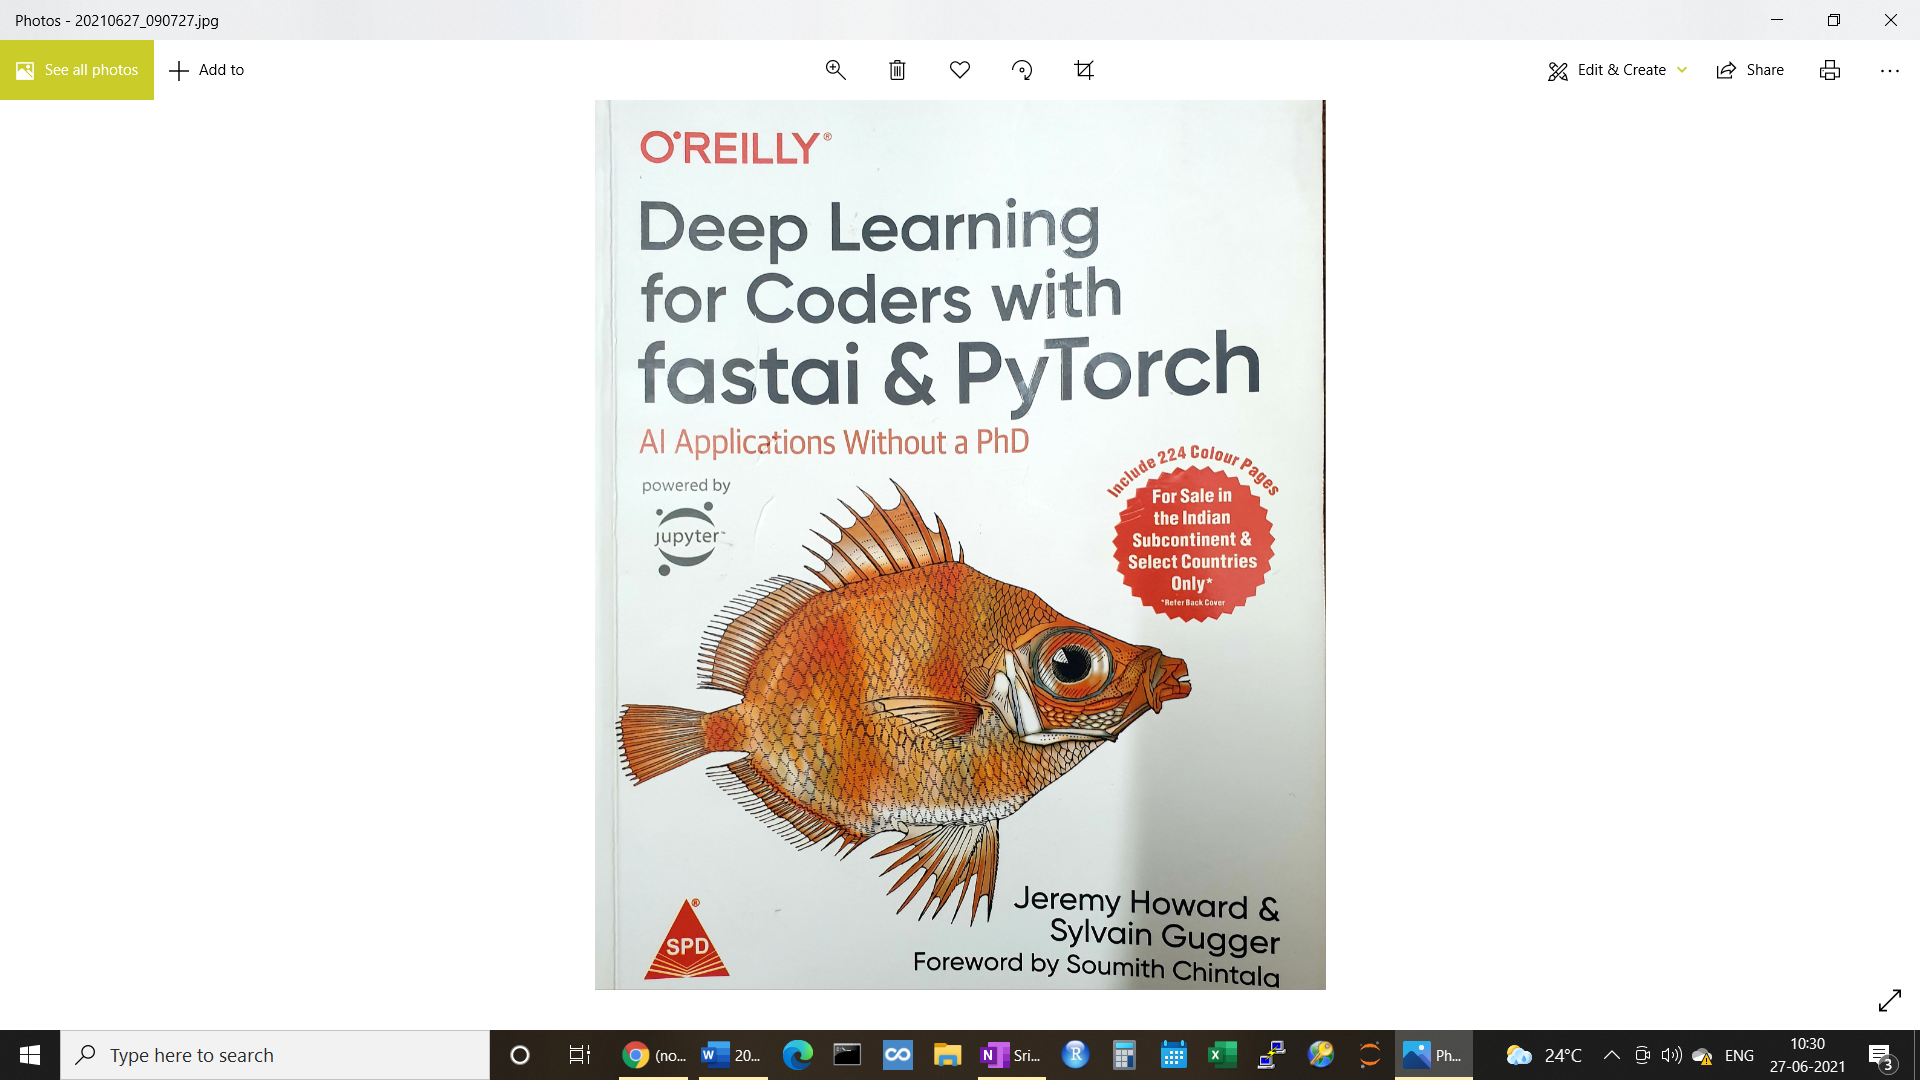 Photos - 20210627_090727.jpg
See all photos
Add to
Edit & Create
Share
O'REILLY®
Deep Learning
for Coders with
fastai & PyTorch
AI Applications Without a PhD
powered by
jupyter
Include 224 Colour Pages
For Sale in
the Indian
Subcontinent &
Select Countries
Only*
*Refer Back Cover
Jeremy Howard &
Sylvain Gugger
Foreword by Soumith Chintala
SPD®
Type here to search
(no...
20...
Sri...
Ph...
24°C
ENG
10:30
27-06-2021
3